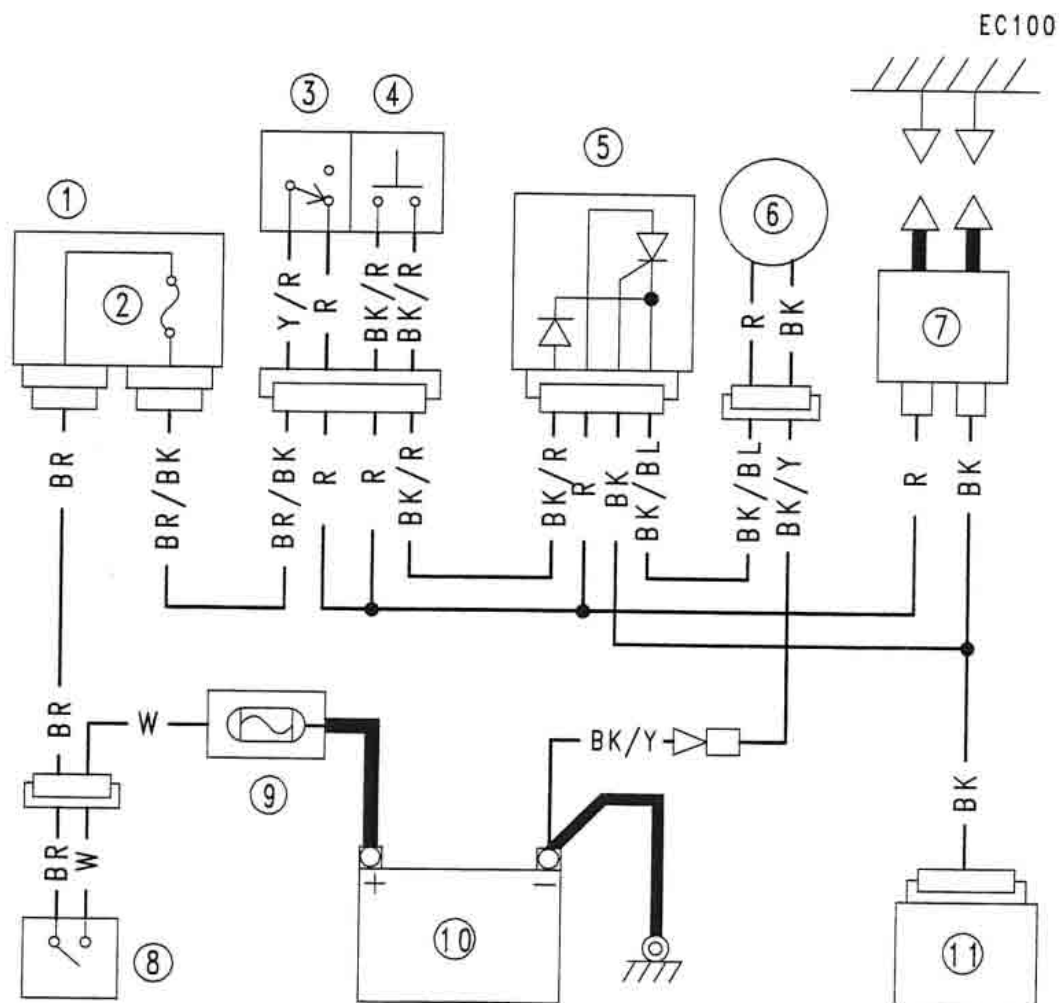 EC100
3 4
5
1
6
2
7
Y/R R BK/R BK/R
R BK
BR BR/BK BR/BK R R BK/R BK/R R BK BK/BL BK/BL BK/Y R BK
BR W BK/Y
9
BK
BR W
+ −
8 10 11